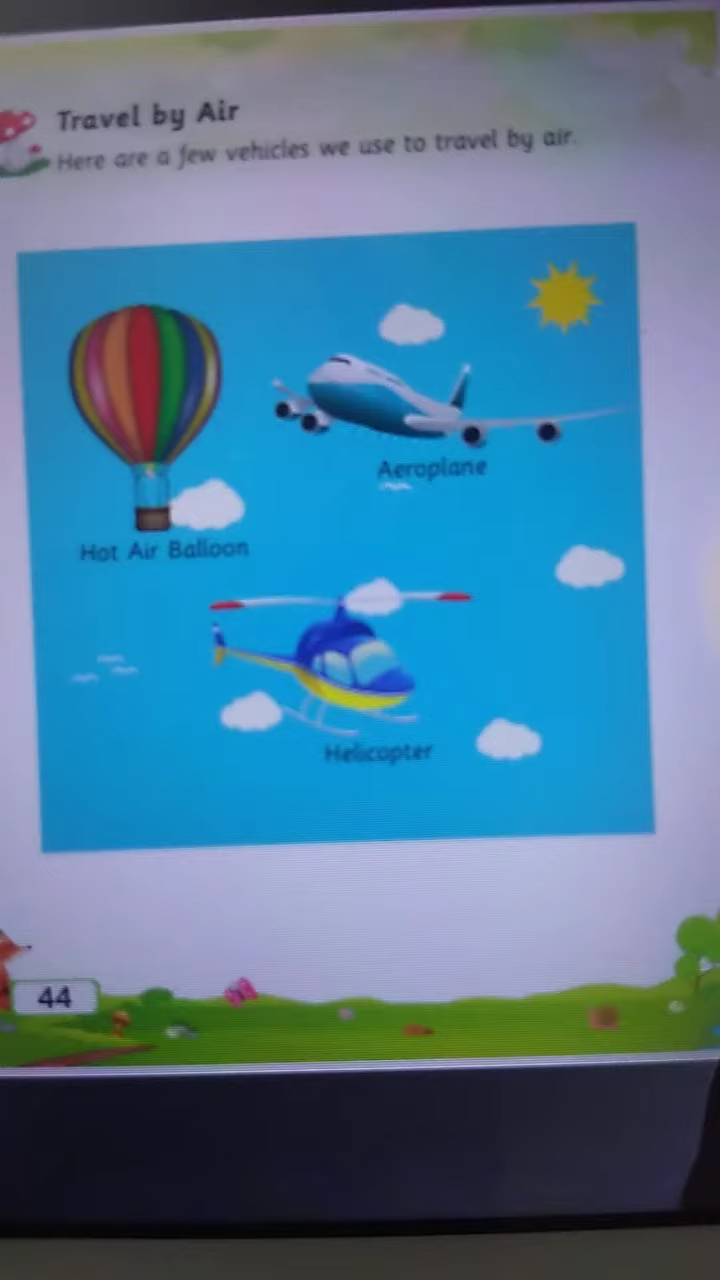 Travel by Air
Here are a few vehicles we use to travel by air.
Aeroplane
Hot Air Balloon
Helicopter
44